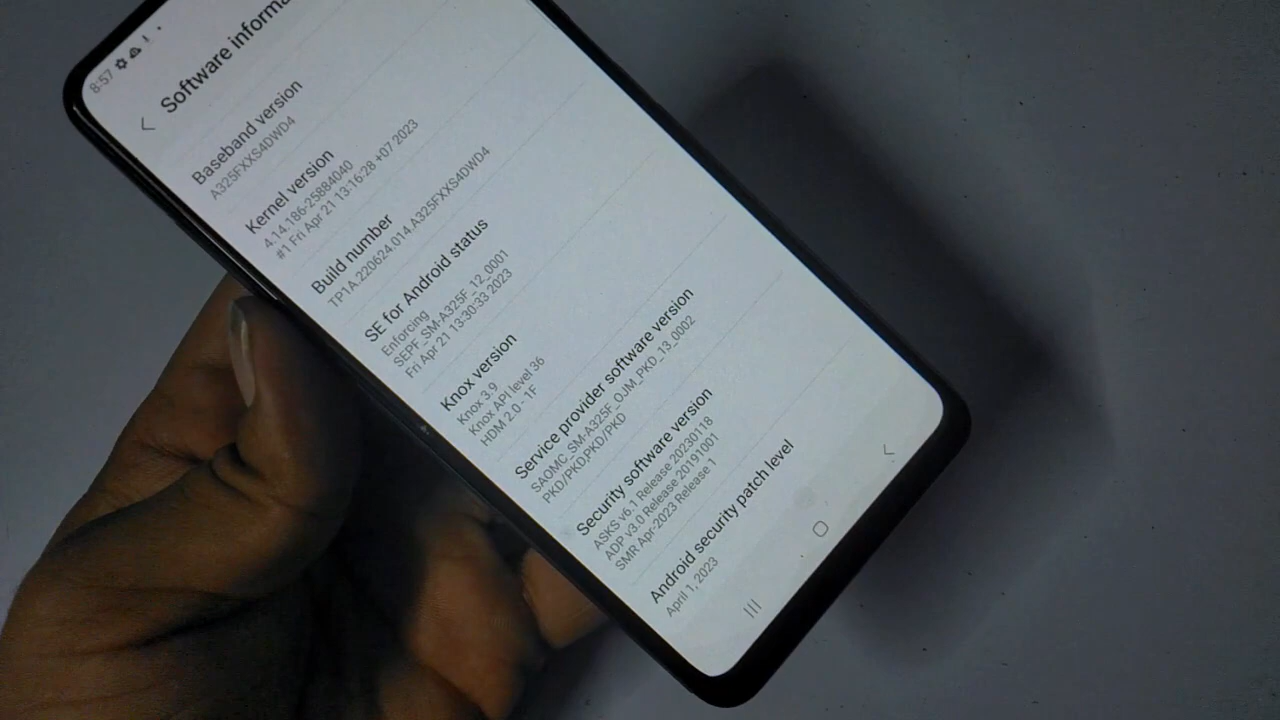 8:57
Software informa
Baseband version
A325FXXS4DWD4
Kernel version
4.14.186-25884040
#1 Fri Apr 21 13:16:28 +07 2023
Build number
TP1A.220624.014.A325FXXS4DWD4
SE for Android status
Enforcing
SEPF_SM-A325F_12_0001
Fri Apr 21 13:30:33 2023
Knox version
Knox 3.9
Knox API level 36
HDM 2.0 - 1F
Service provider software version
SAOMC_SM-A325F_OJM_PKD_13_0002
PKD/PKD,PKD/PKD
Security software version
ASKS v6.1 Release 20230118
ADP v3.0 Release 20191001
SMR Apr-2023 Release 1
Android security patch level
April 1, 2023